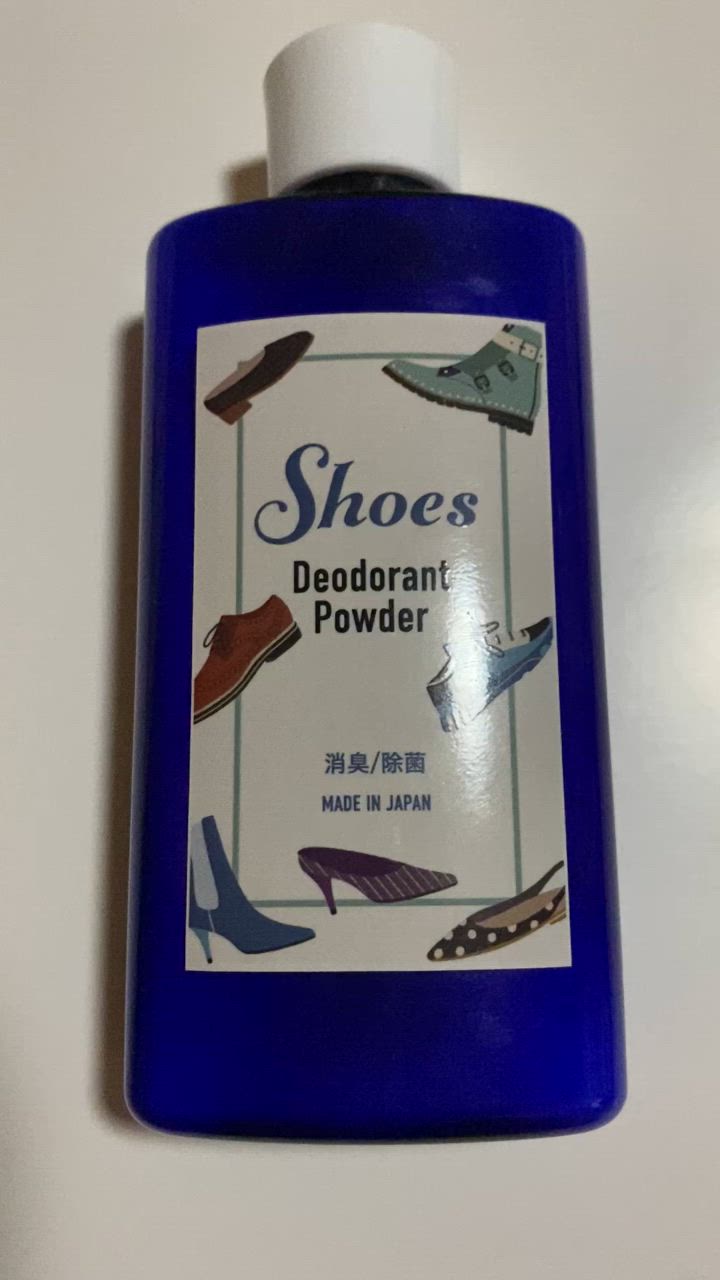 Shoes
Deodorant
Powder
消臭/除菌
MADE IN JAPAN